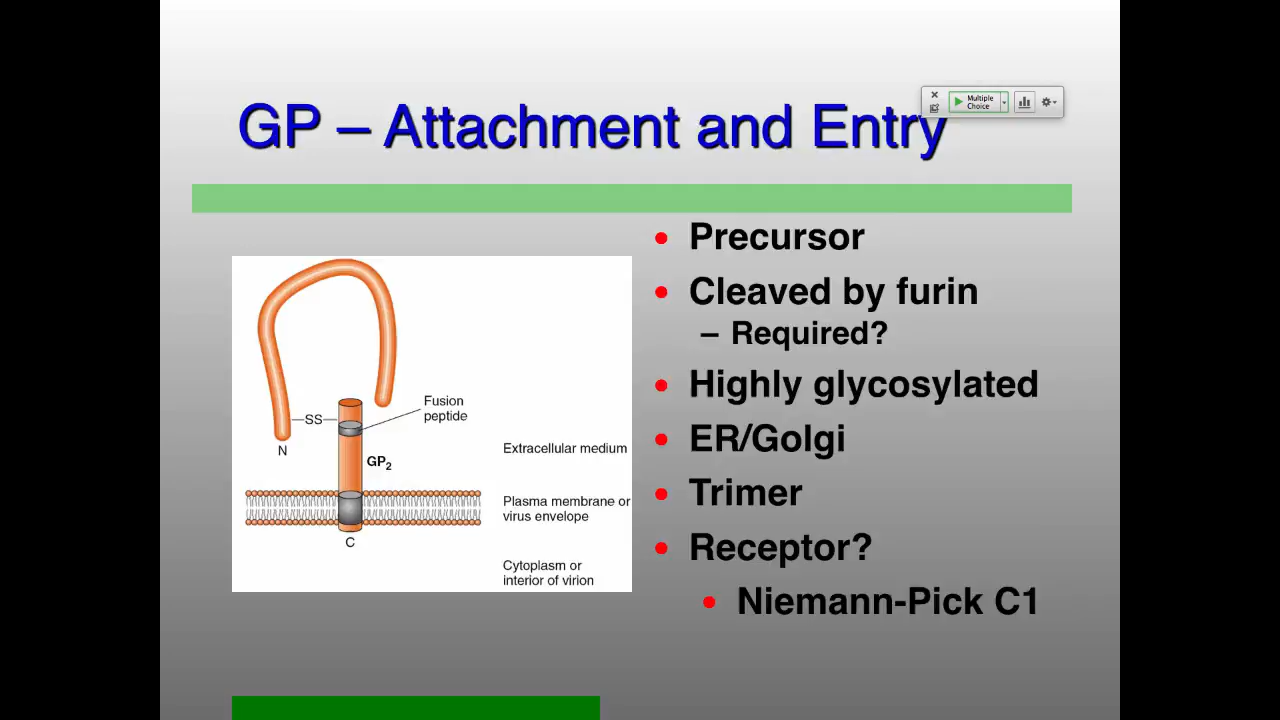 GP – Attachment and Entry
Multiple
Choice
• Precursor
• Cleaved by furin
– Required?
• Highly glycosylated
• ER/Golgi
• Trimer
• Receptor?
• Niemann-Pick C1
Fusion
peptide
SS
N
GP2
Extracellular medium
Plasma membrane or
virus envelope
C
Cytoplasm or
interior of virion